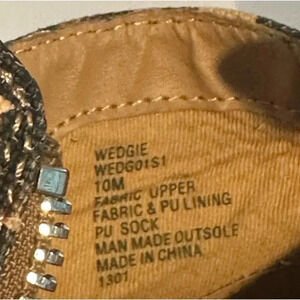 WEDGIE
WEDG01S1
10M
FABRIC UPPER
FABRIC & PU LINING
PU SOCK
MAN MADE OUTSOLE
MADE IN CHINA
1301